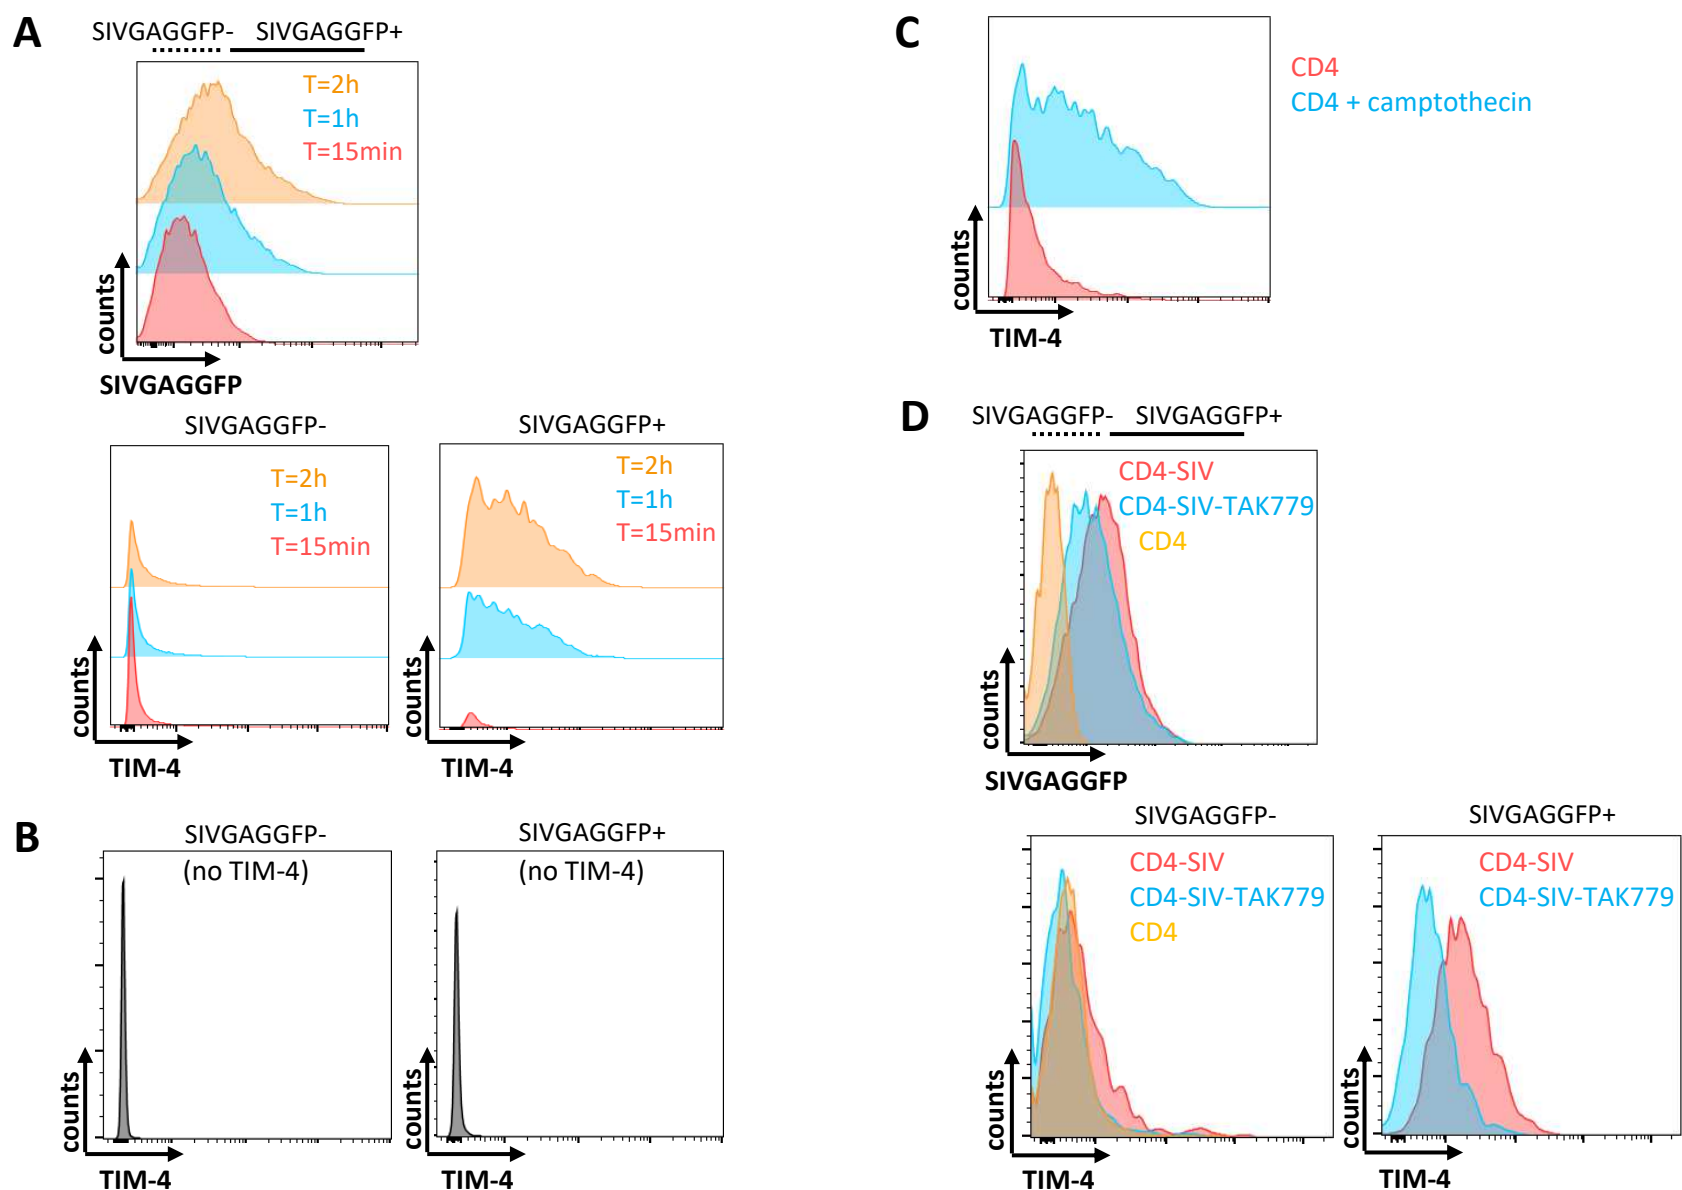 A
SIVGAGGFP- SIVGAGGFP+
T=2h
T=1h
T=15min
counts
SIVGAGGFP
SIVGAGGFP-
T=2h
T=1h
T=15min
counts
TIM-4
SIVGAGGFP+
T=2h
T=1h
T=15min
counts
TIM-4
B
SIVGAGGFP-
(no TIM-4)
counts
TIM-4
SIVGAGGFP+
(no TIM-4)
counts
TIM-4
C
CD4
CD4 + camptothecin
counts
TIM-4
D
SIVGAGGFP- SIVGAGGFP+
CD4-SIV
CD4-SIV-TAK779
CD4
counts
SIVGAGGFP
SIVGAGGFP-
CD4-SIV
CD4-SIV-TAK779
CD4
counts
TIM-4
SIVGAGGFP+
CD4-SIV
CD4-SIV-TAK779
counts
TIM-4